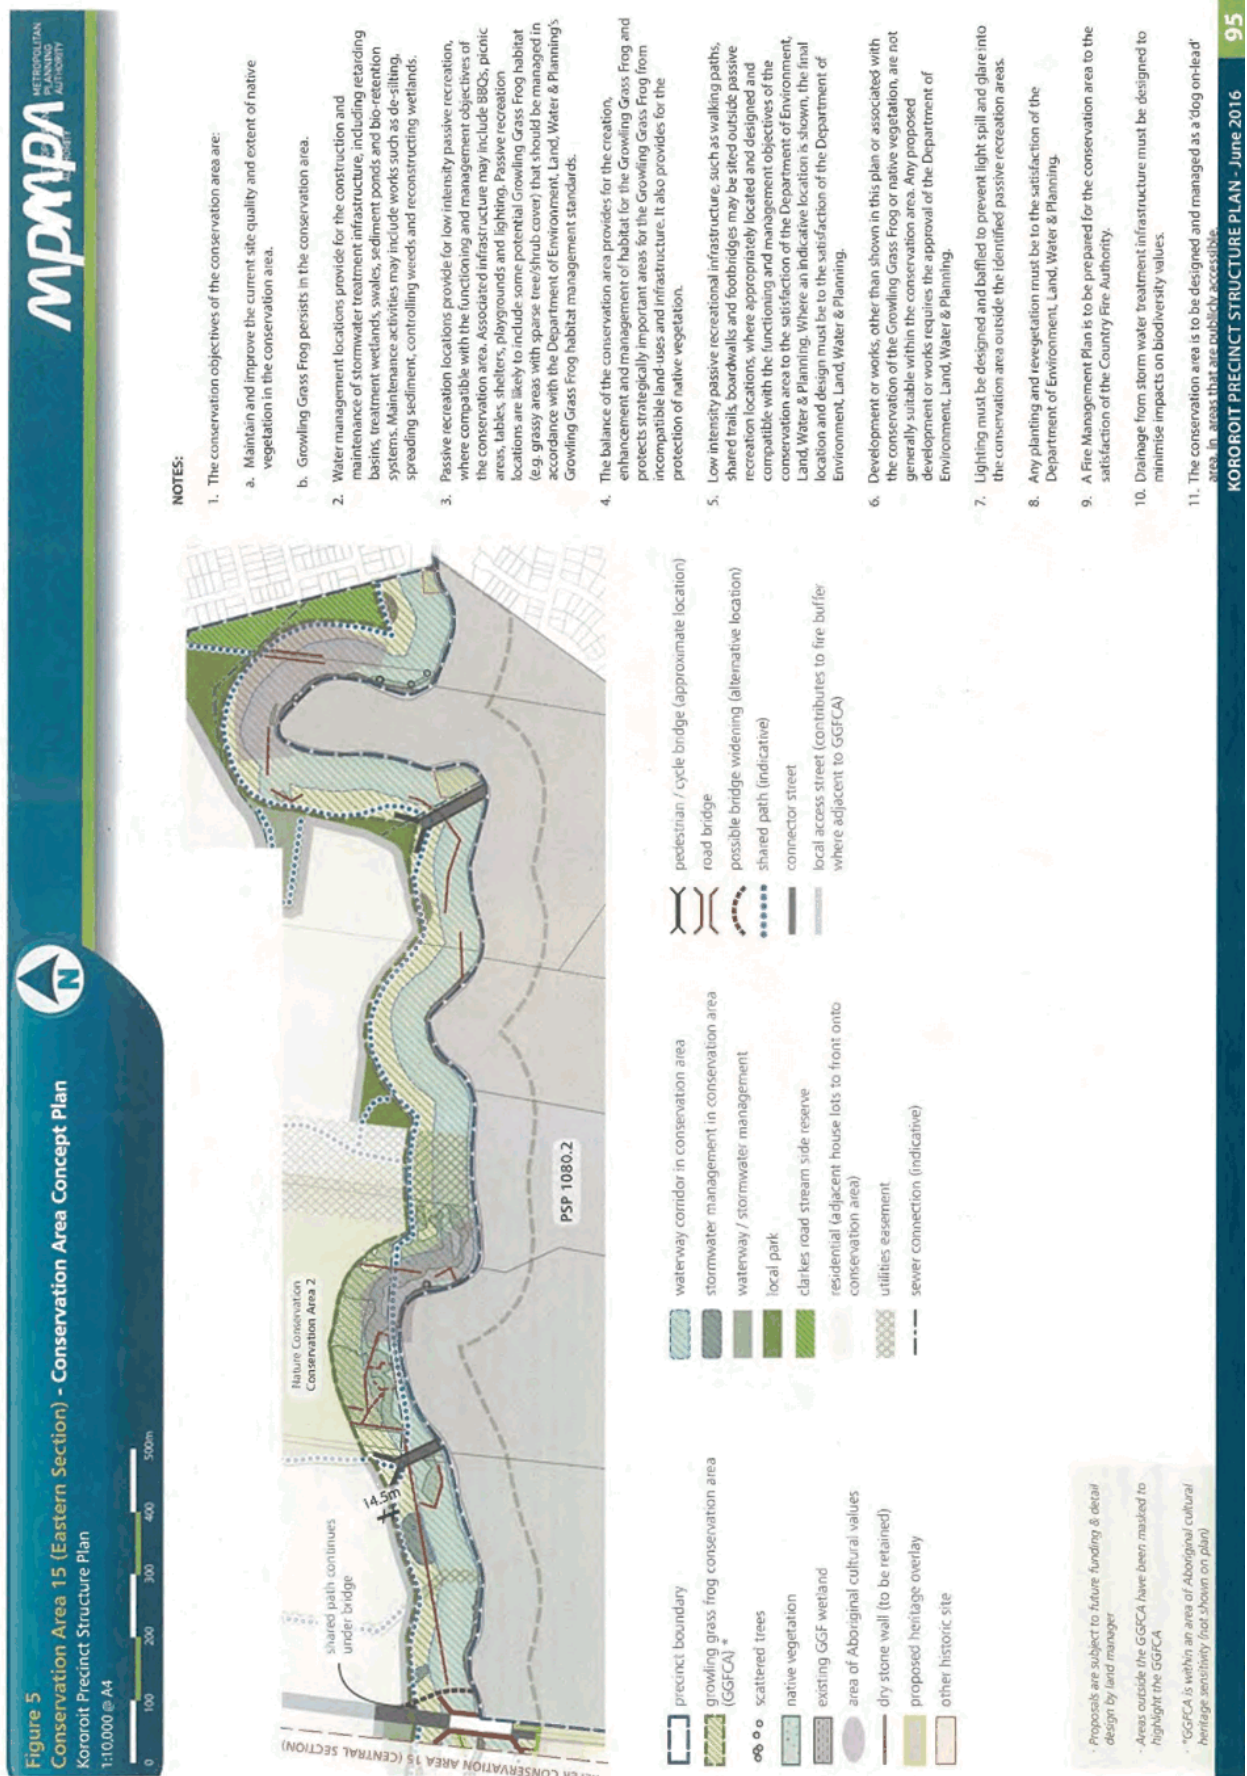 Figure 5
Conservation Area 15 (Eastern Section) - Conservation Area Concept Plan
Kororoit Precinct Structure Plan
1:10,000 @ A4
0 100 200 300 400 500m
N
MPA
METROPOLITAN
PLANNING
AUTHORITY
shared path continues
under bridge
14.5m
Nature Conservation
Conservation Area 2
PSP 1080.2
CONSERVATION AREA 15 (CENTRAL SECTION)
precinct boundary
growling grass frog conservation area
(GGFCA) *
scattered trees
native vegetation
existing GGF wetland
area of Aboriginal cultural values
dry stone wall (to be retained)
proposed heritage overlay
other historic site
waterway corridor in conservation area
stormwater management in conservation area
waterway / stormwater management
local park
clarkes road stream side reserve
residential (adjacent house lots to front onto
conservation area)
utilities easement
sewer connection (indicative)
pedestrian / cycle bridge (approximate location)
road bridge
possible bridge widening (alternative location)
shared path (indicative)
connector street
local access street (contributes to fire buffer
where adjacent to GGFCA)
· Proposals are subject to future funding & detail
design by land manager
· Areas outside the GGFCA have been masked to
highlight the GGFCA
· *GGFCA is within an area of Aboriginal cultural
heritage sensitivity (not shown on plan)
NOTES:
1. The conservation objectives of the conservation area are:
a. Maintain and improve the current site quality and extent of native
vegetation in the conservation area.
b. Growling Grass Frog persists in the conservation area.
2. Water management locations provide for the construction and
maintenance of stormwater treatment infrastructure, including retarding
basins, treatment wetlands, swales, sediment ponds and bio-retention
systems. Maintenance activities may include works such as de-silting,
spreading sediment, controlling weeds and reconstructing wetlands.
3. Passive recreation locations provide for low intensity passive recreation,
where compatible with the functioning and management objectives of
the conservation area. Associated infrastructure may include BBQs, picnic
areas, tables, shelters, playgrounds and lighting. Passive recreation
locations are likely to include some potential Growling Grass Frog habitat
(e.g. grassy areas with sparse tree/shrub cover) that should be managed in
accordance with the Department of Environment, Land, Water & Planning's
Growling Grass Frog habitat management standards.
4. The balance of the conservation area provides for the creation,
enhancement and management of habitat for the Growling Grass Frog and
protects strategically important areas for the Growling Grass Frog from
incompatible land-uses and infrastructure. It also provides for the
protection of native vegetation.
5. Low intensity passive recreational infrastructure, such as walking paths,
shared trails, boardwalks and footbridges may be sited outside passive
recreation locations, where appropriately located and designed and
compatible with the functioning and management objectives of the
conservation area to the satisfaction of the Department of Environment,
Land, Water & Planning. Where an indicative location is shown, the final
location and design must be to the satisfaction of the Department of
Environment, Land, Water & Planning.
6. Development or works, other than shown in this plan or associated with
the conservation of the Growling Grass Frog or native vegetation, are not
generally suitable within the conservation area. Any proposed
development or works requires the approval of the Department of
Environment, Land, Water & Planning.
7. Lighting must be designed and baffled to prevent light spill and glare into
the conservation area outside the identified passive recreation areas.
8. Any planting and revegetation must be to the satisfaction of the
Department of Environment, Land, Water & Planning.
9. A Fire Management Plan is to be prepared for the conservation area to the
satisfaction of the Country Fire Authority.
10. Drainage from storm water treatment infrastructure must be designed to
minimise impacts on biodiversity values.
11. The conservation area is to be designed and managed as a 'dog on-lead'
area, in areas that are publicly accessible.
KOROROIT PRECINCT STRUCTURE PLAN - June 2016 95